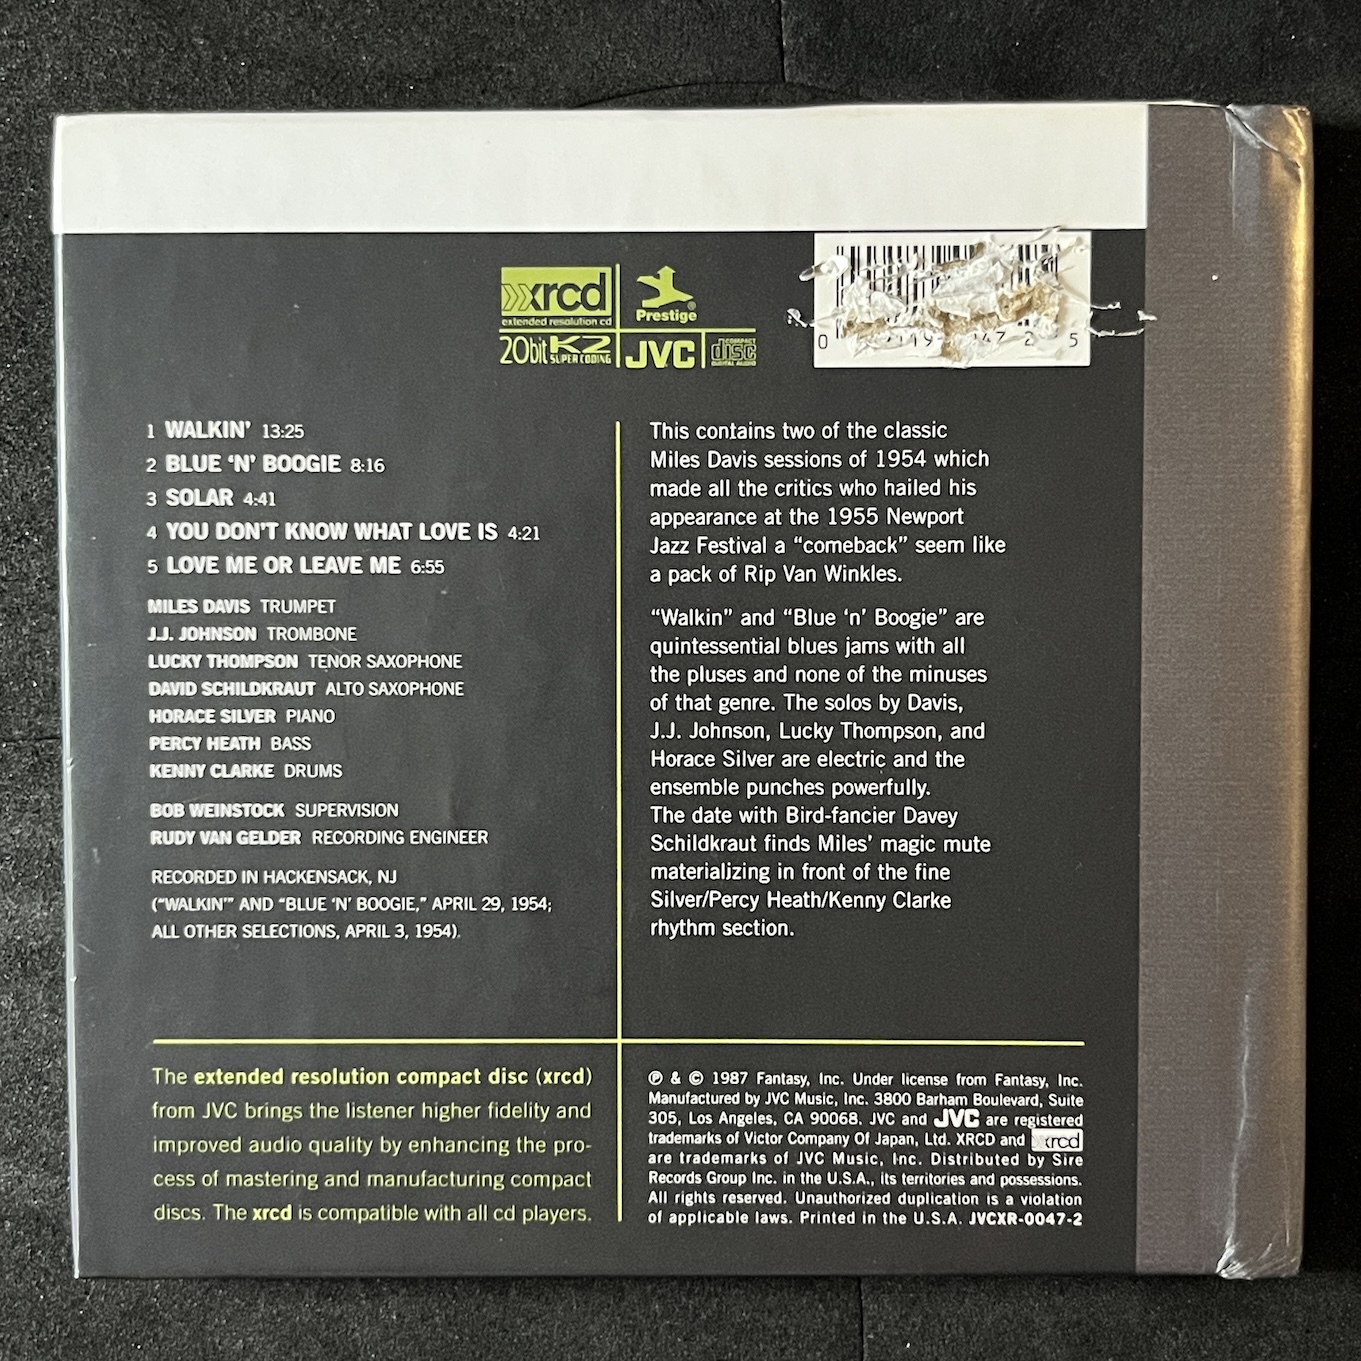 xrcd
extended resolution cd
Prestige
20bit K2
SUPER CODING
JVC
COMPACT
disc
DIGITAL AUDIO
1 WALKIN’ 13:25
2 BLUE ‘N’ BOOGIE 8:16
3 SOLAR 4:41
4 YOU DON’T KNOW WHAT LOVE IS 4:21
5 LOVE ME OR LEAVE ME 6:55
MILES DAVIS TRUMPET
J.J. JOHNSON TROMBONE
LUCKY THOMPSON TENOR SAXOPHONE
DAVID SCHILDKRAUT ALTO SAXOPHONE
HORACE SILVER PIANO
PERCY HEATH BASS
KENNY CLARKE DRUMS
BOB WEINSTOCK SUPERVISION
RUDY VAN GELDER RECORDING ENGINEER
RECORDED IN HACKENSACK, NJ
(“WALKIN’” AND “BLUE ‘N’ BOOGIE,” APRIL 29, 1954;
ALL OTHER SELECTIONS, APRIL 3, 1954).
This contains two of the classic
Miles Davis sessions of 1954 which
made all the critics who hailed his
appearance at the 1955 Newport
Jazz Festival a “comeback” seem like
a pack of Rip Van Winkles.
“Walkin” and “Blue ‘n’ Boogie” are
quintessential blues jams with all
the pluses and none of the minuses
of that genre. The solos by Davis,
J.J. Johnson, Lucky Thompson, and
Horace Silver are electric and the
ensemble punches powerfully.
The date with Bird-fancier Davey
Schildkraut finds Miles’ magic mute
materializing in front of the fine
Silver/Percy Heath/Kenny Clarke
rhythm section.
The extended resolution compact disc (xrcd)
from JVC brings the listener higher fidelity and
improved audio quality by enhancing the pro-
cess of mastering and manufacturing compact
discs. The xrcd is compatible with all cd players.
℗ & © 1987 Fantasy, Inc. Under license from Fantasy, Inc.
Manufactured by JVC Music, Inc. 3800 Barham Boulevard, Suite
305, Los Angeles, CA 90068. JVC and JVC are registered
trademarks of Victor Company Of Japan, Ltd. XRCD and xrcd
are trademarks of JVC Music, Inc. Distributed by Sire
Records Group Inc. in the U.S.A., its territories and possessions.
All rights reserved. Unauthorized duplication is a violation
of applicable laws. Printed in the U.S.A. JVCXR-0047-2